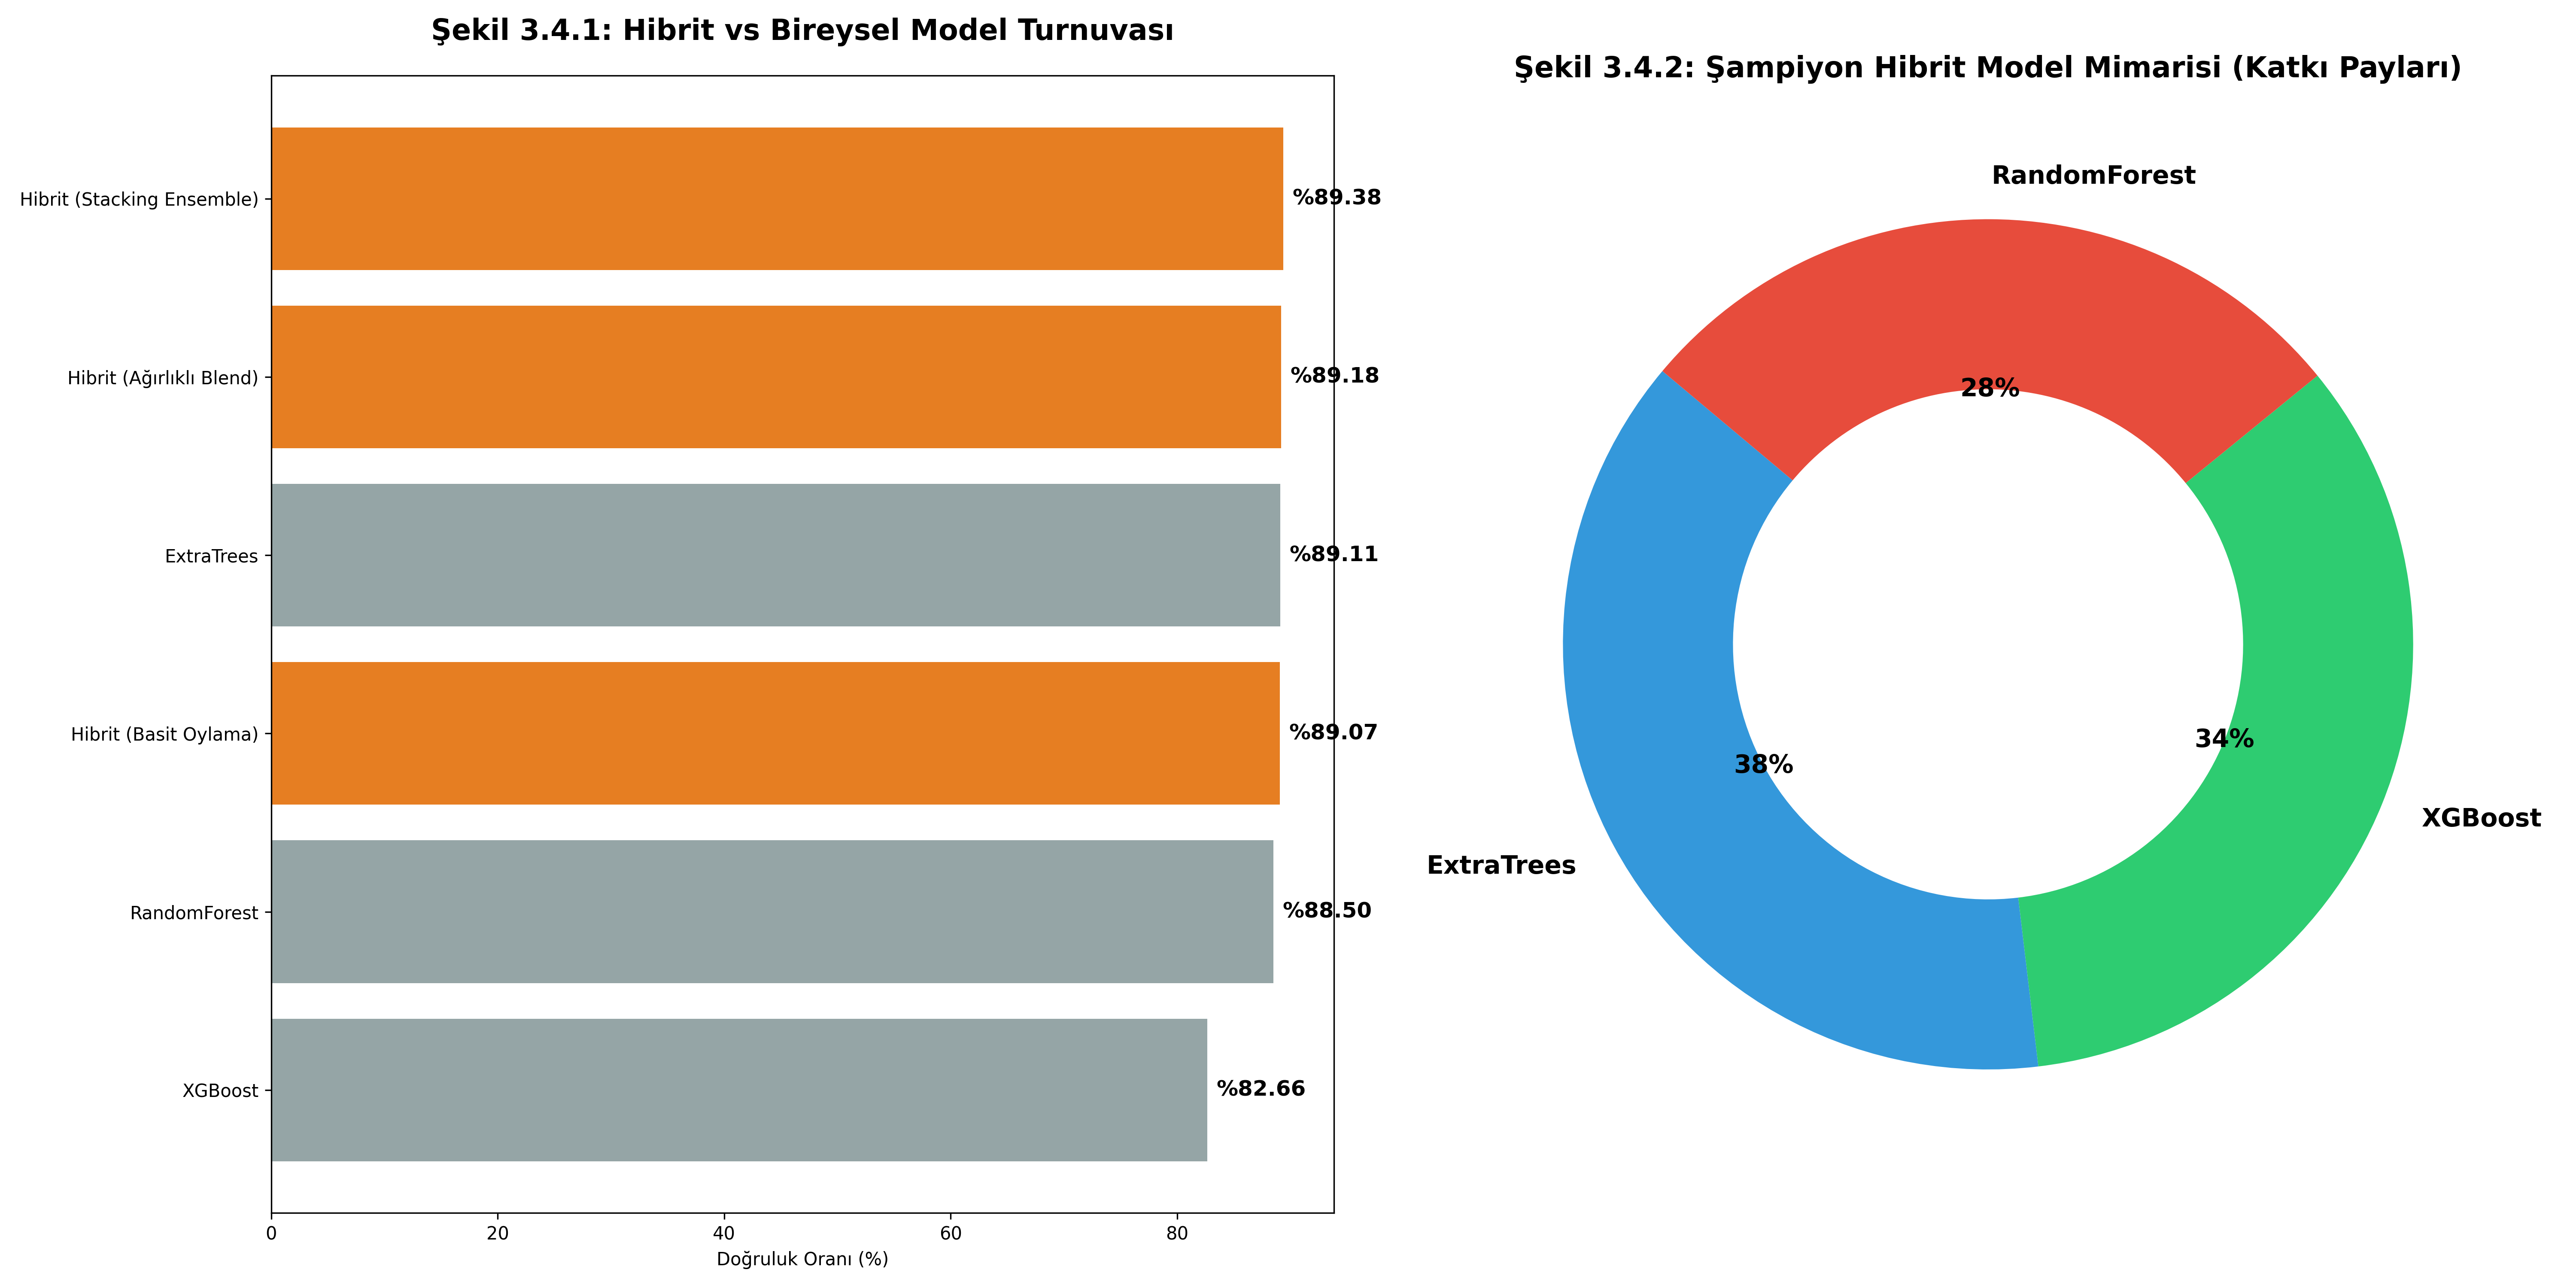 Şekil 3.4.1: Hibrit vs Bireysel Model Turnuvası
Hibrit (Stacking Ensemble)
%89.38
Hibrit (Ağırlıklı Blend)
%89.18
ExtraTrees
%89.11
Hibrit (Basit Oylama)
%89.07
RandomForest
%88.50
XGBoost
%82.66
0 20 40 60 80
Doğruluk Oranı (%)
Şekil 3.4.2: Şampiyon Hibrit Model Mimarisi (Katkı Payları)
RandomForest
28%
34%
38%
XGBoost
ExtraTrees